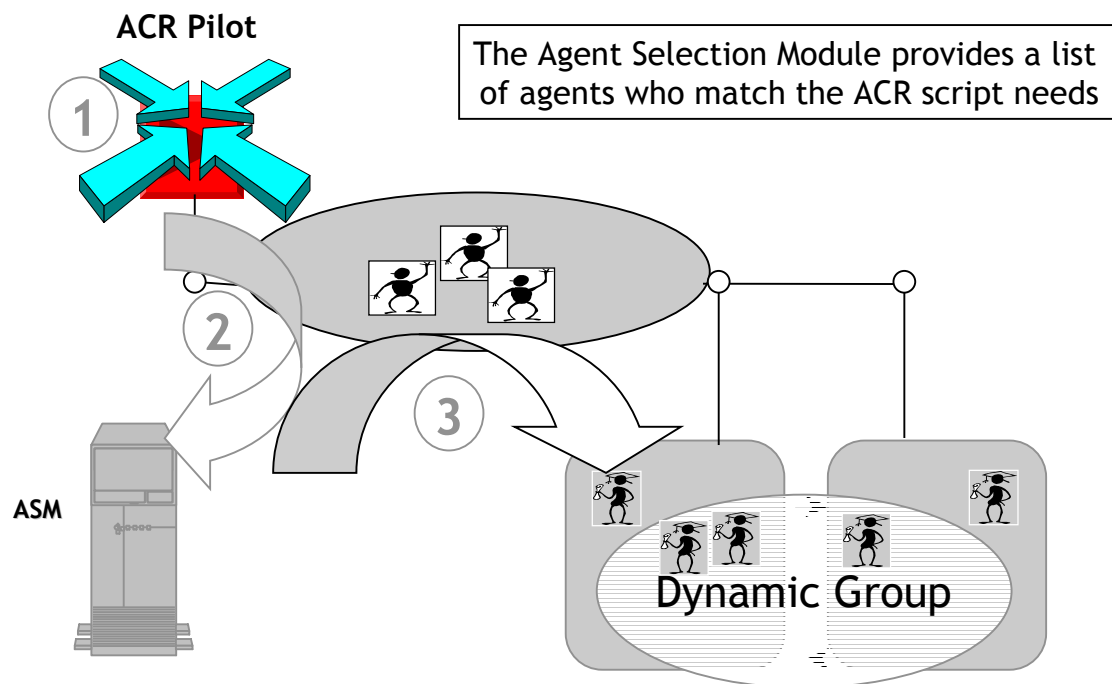 ACR Pilot
The Agent Selection Module provides a list
of agents who match the ACR script needs
1
2
3
ASM
Dynamic Group